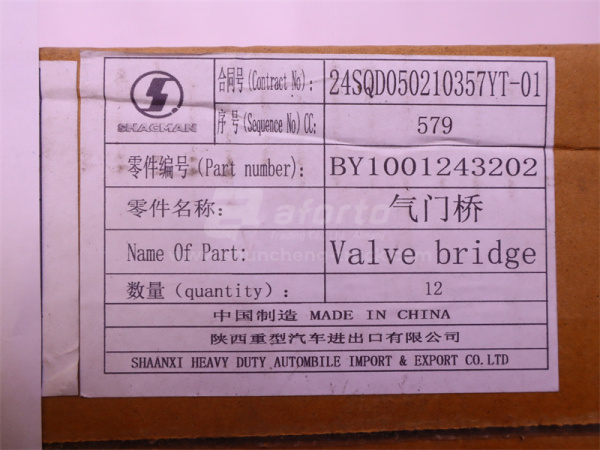 SHACMAN
合同号(Contract No): 24SQD050210357YT-01
序号(Sequence No)CC: 579
零件编号(Part number): BY1001243202
零件名称: 气门桥
Name Of Part: Valve bridge
数量(quantity): 12
中国制造 MADE IN CHINA
陕西重型汽车进出口有限公司
SHAANXI HEAVY DUTY AUTOMBILE IMPORT & EXPORT CO.LTD
aforto